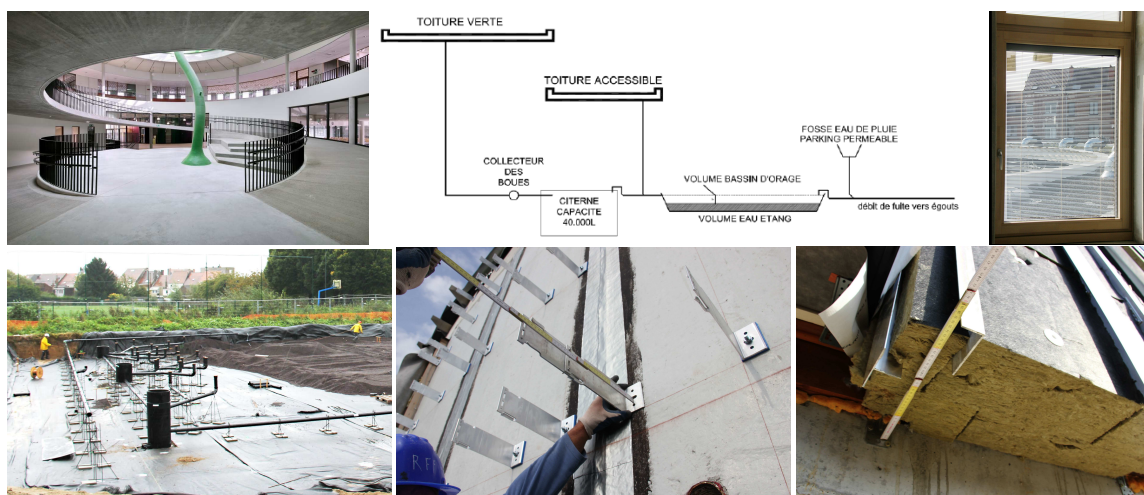 TOITURE VERTE
TOITURE ACCESSIBLE
FOSSE EAU DE PLUIE
PARKING PERMEABLE
COLLECTEUR
DES
BOUES
VOLUME BASSIN D'ORAGE
CITERNE
CAPACITE
40.000L
VOLUME EAU ETANG
débit de fuite vers égouts